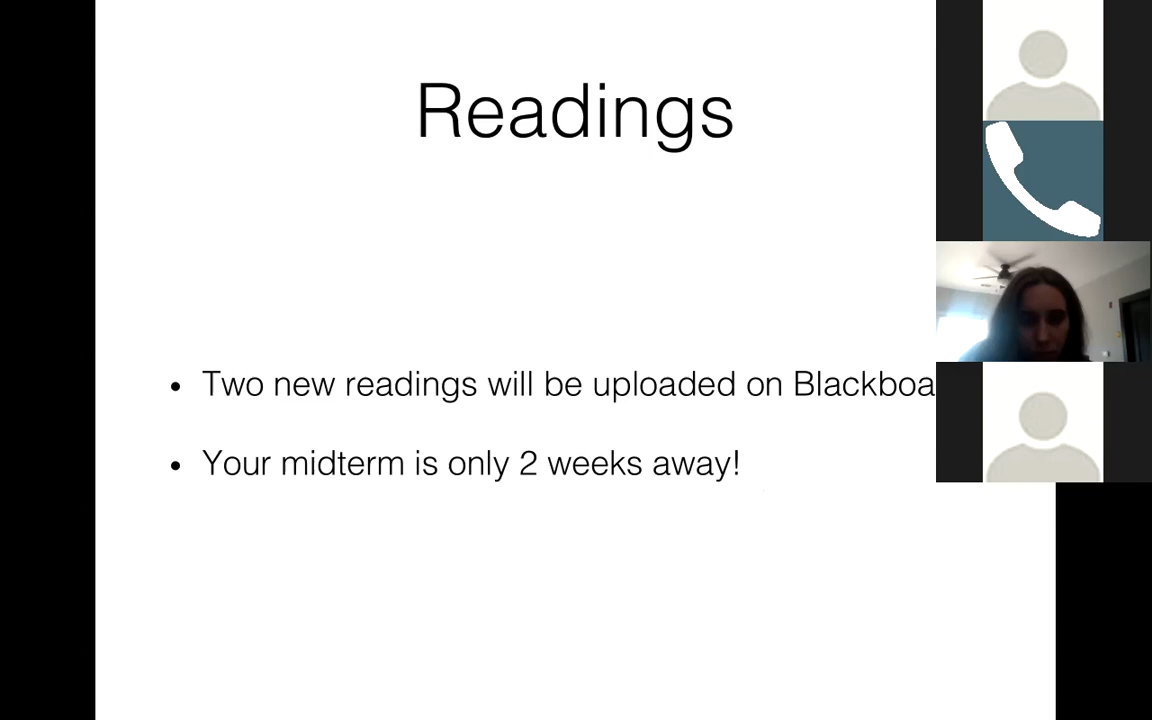 Readings
• Two new readings will be uploaded on Blackboa
• Your midterm is only 2 weeks away!